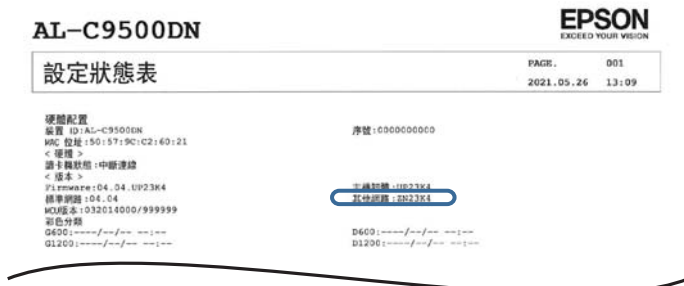 AL-C9500DN
EPSON
EXCEED YOUR VISION
設定狀態表
PAGE. 001
2021.05.26 13:09
硬體配置
裝置 ID:AL-C9500DN
序號:0000000000
MAC 位址:50:57:9C:C2:60:21
< 硬體 >
讀卡機狀態:中斷連線
< 版本 >
Firmware:04.04.UP23K4
主機韌體:UP23K4
標準網路:04.04
其他網路:ZN23K4
MCU版本:032014000/999999
彩色分類
G600:----/--/-- --:--
D600:----/--/-- --:--
G1200:----/--/-- --:--
D1200:----/--/-- --:--